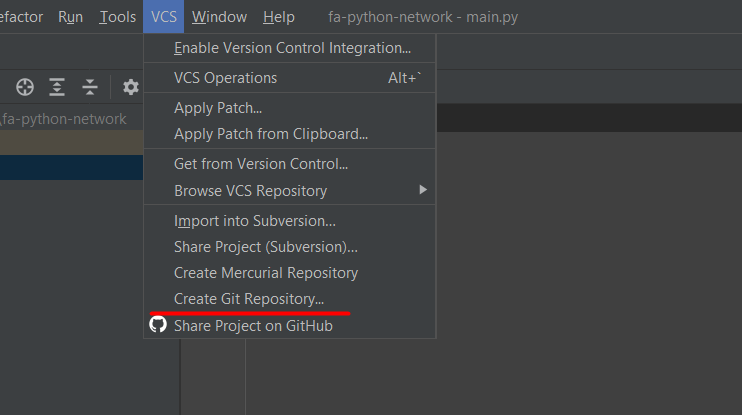 efactor Run Tools VCS Window Help fa-python-network - main.py
Enable Version Control Integration...
VCS Operations Alt+`
\fa-python-network
Apply Patch...
Apply Patch from Clipboard...
Get from Version Control...
Browse VCS Repository
Import into Subversion...
Share Project (Subversion)...
Create Mercurial Repository
Create Git Repository...
Share Project on GitHub